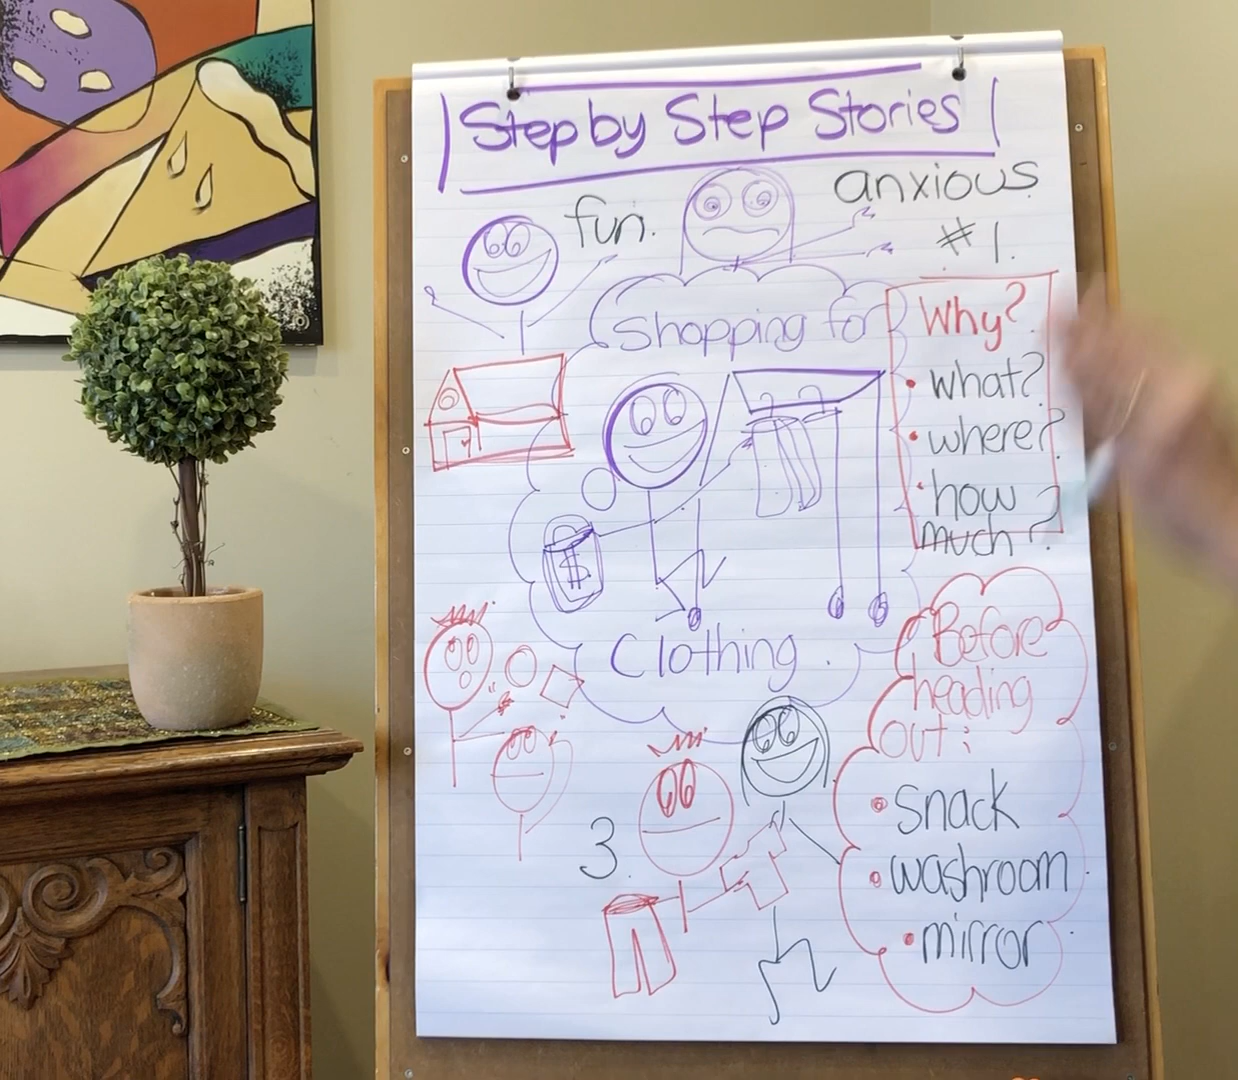 Step by Step Stories
fun.
anxious.
#1.
Shopping for
Why?
• what?
• where?
• how
much?
$
Clothing.
Before
heading
out:
• snack
• washroom
• mirror
3.